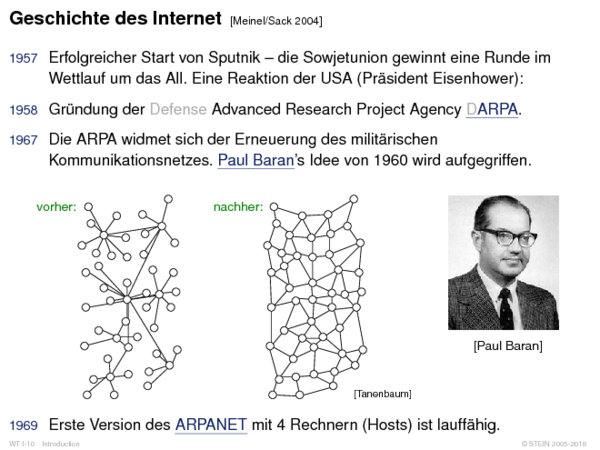 Geschichte des Internet [Meinel/Sack 2004]
1957 Erfolgreicher Start von Sputnik – die Sowjetunion gewinnt eine Runde im
Wettlauf um das All. Eine Reaktion der USA (Präsident Eisenhower):
1958 Gründung der Defense Advanced Research Project Agency DARPA.
1967 Die ARPA widmet sich der Erneuerung des militärischen
Kommunikationsnetzes. Paul Baran's Idee von 1960 wird aufgegriffen.
vorher: nachher:
[Paul Baran]
[Tanenbaum]
1969 Erste Version des ARPANET mit 4 Rechnern (Hosts) ist lauffähig.
WT:I-10 Introduction © STEIN 2005-2018